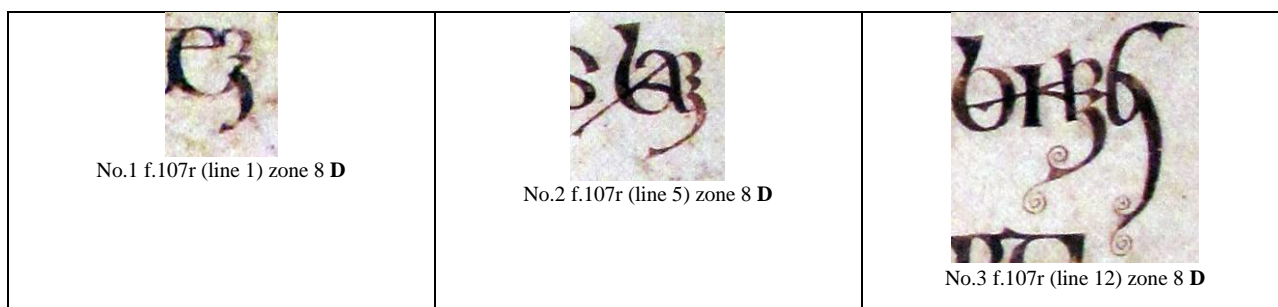 No.1 f.107r (line 1) zone 8 D
No.2 f.107r (line 5) zone 8 D
No.3 f.107r (line 12) zone 8 D